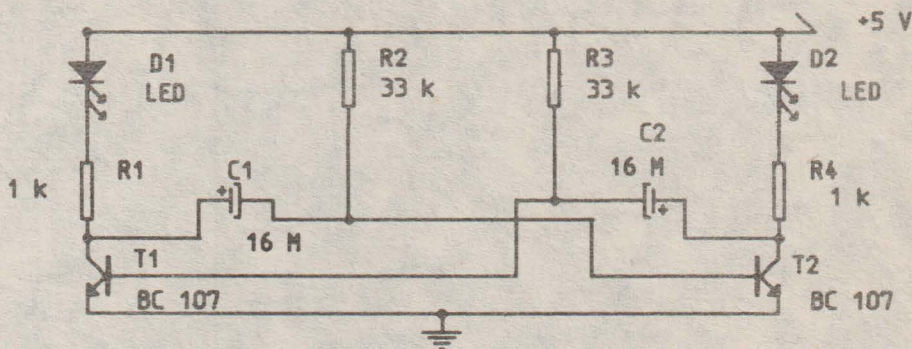 +5 V
D1
LED
R2
33 k
R3
33 k
D2
LED
1 k
R1
C1
16 M
C2
16 M
R4
1 k
T1
BC 107
T2
BC 107
+
+